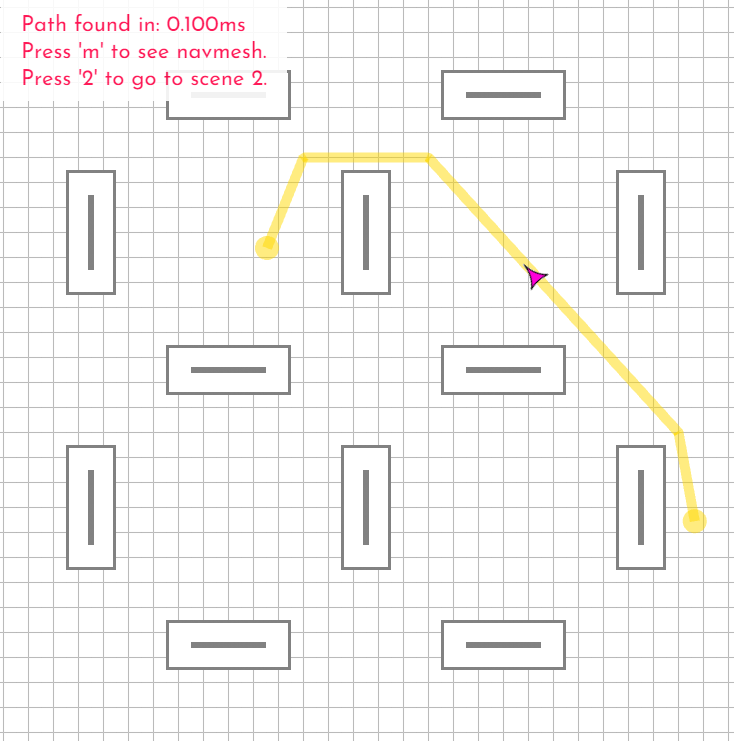 Path found in: 0.100ms
Press 'm' to see navmesh.
Press '2' to go to scene 2.